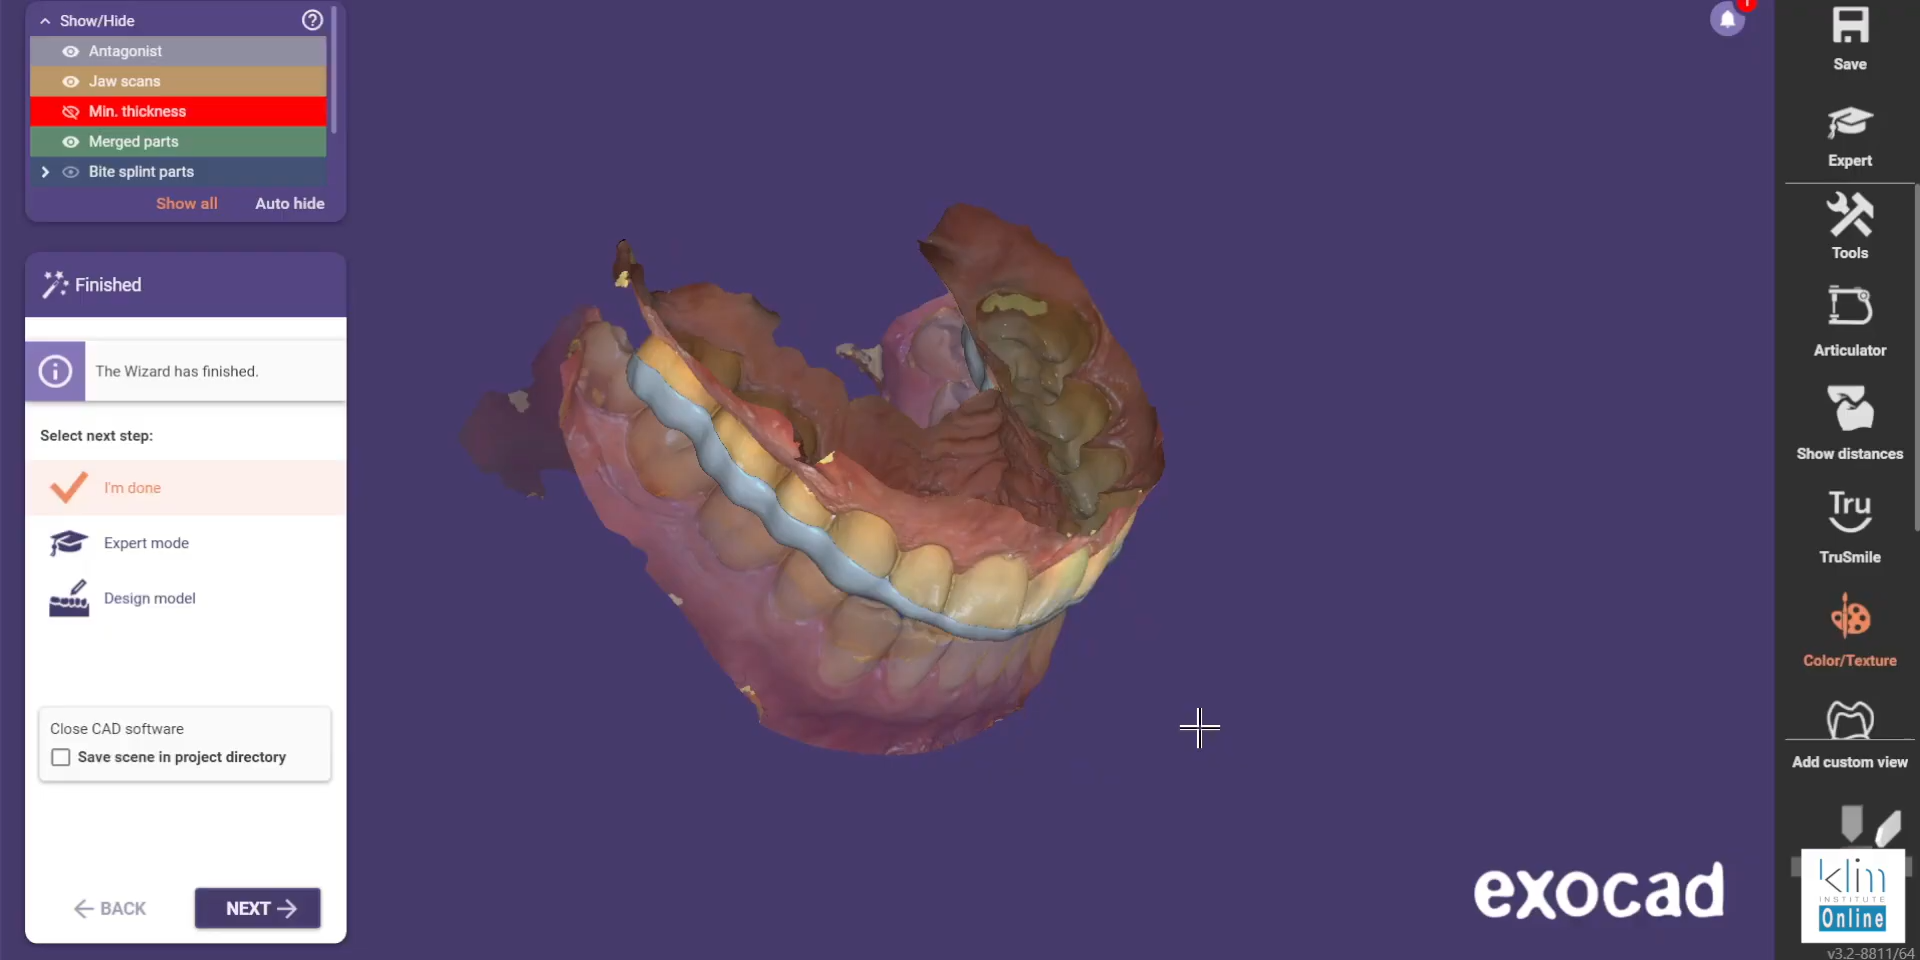 Show/Hide
Antagonist
Jaw scans
Min. thickness
Merged parts
Bite splint parts
Show all
Auto hide
Finished
The Wizard has finished.
Select next step:
I'm done
Expert mode
Design model
Close CAD software
Save scene in project directory
BACK
NEXT
Save
Expert
Tools
Articulator
Show distances
Tru
TruSmile
Color/Texture
Add custom view
exocad
klim
INSTITUTE
Online
v3.2-8811/64